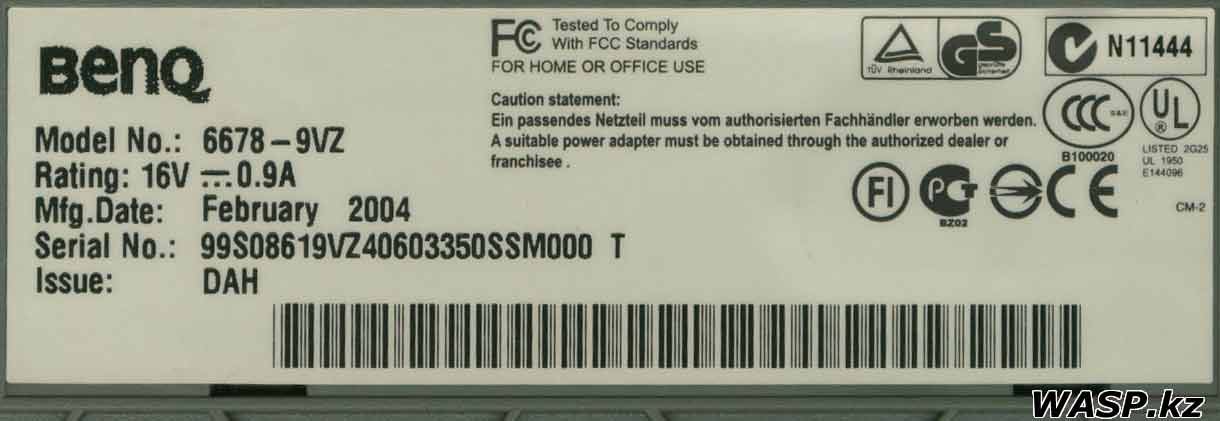 BenQ
Model No.: 6678-9VZ
Rating: 16V 0.9A
Mfg.Date: February 2004
Serial No.: 99S08619VZ40603350SSM000 T
Issue: DAH
FC Tested To Comply
With FCC Standards
FOR HOME OR OFFICE USE
Caution statement:
Ein passendes Netzteil muss vom authorisierten Fachhändler erworben werden.
A suitable power adapter must be obtained through the authorized dealer or
franchisee .
TÜV Rheinland
GS
geprüfte
Sicherheit
N11444
CCC S&E
B100020
UL
®
LISTED 2G25
UL 1950
E144096
FI
PCT
BZ02
CE
CM-2
WASP.kz